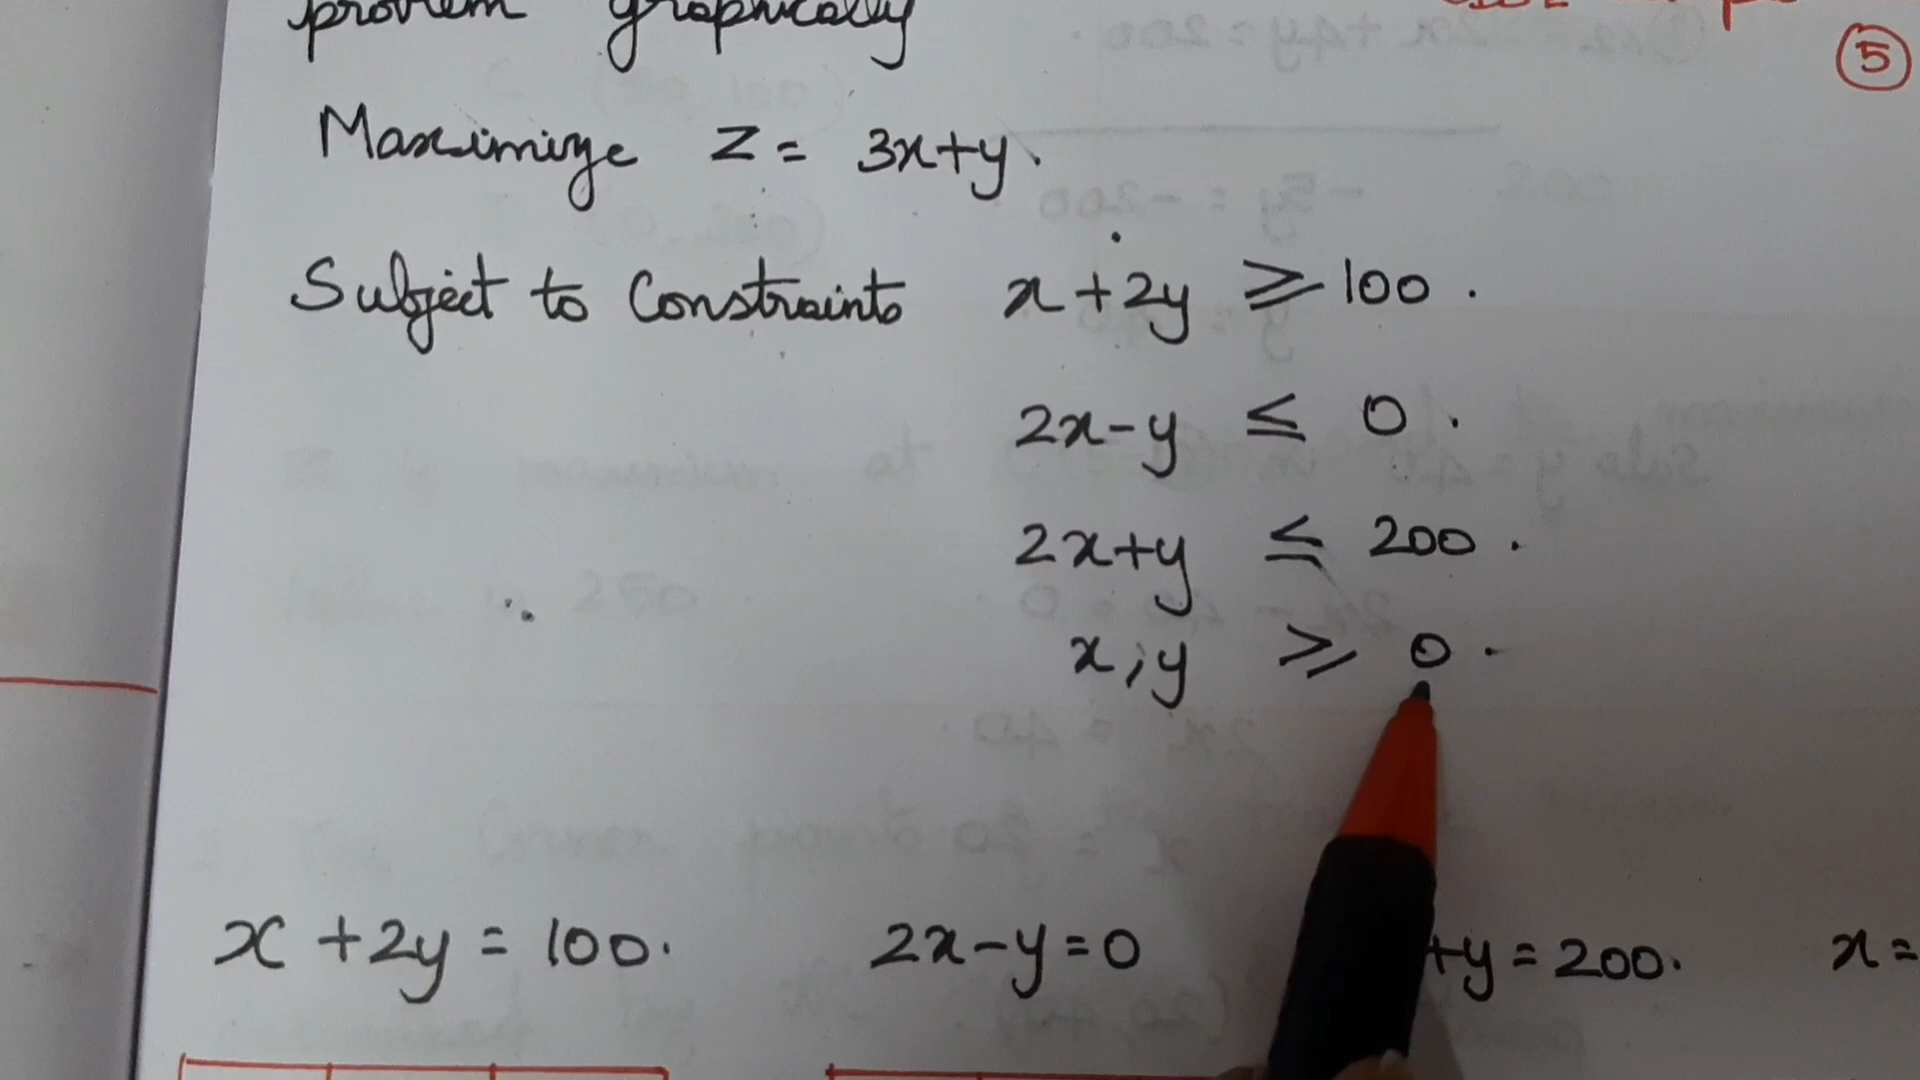 problem graphically
⑤
Maximize Z = 3x+y.
Subject to Constraints x+2y ≥ 100.
2x-y ≤ 0.
2x+y ≤ 200.
x, y ≥ 0.
x+2y = 100. 2x-y = 0 +y = 200. x =